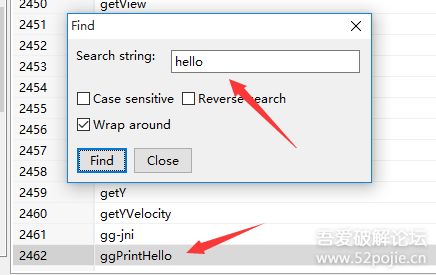 2450 getView
2451
2452
Find
2453
Search string: hello
2454
2455
Case sensitive Reverse search
2456
Wrap around
2457
Find Close
2458
2459 getY
2460 getYVelocity
2461 gg-jni
2462 ggPrintHello
吾爱破解论坛
www.52pojie.cn